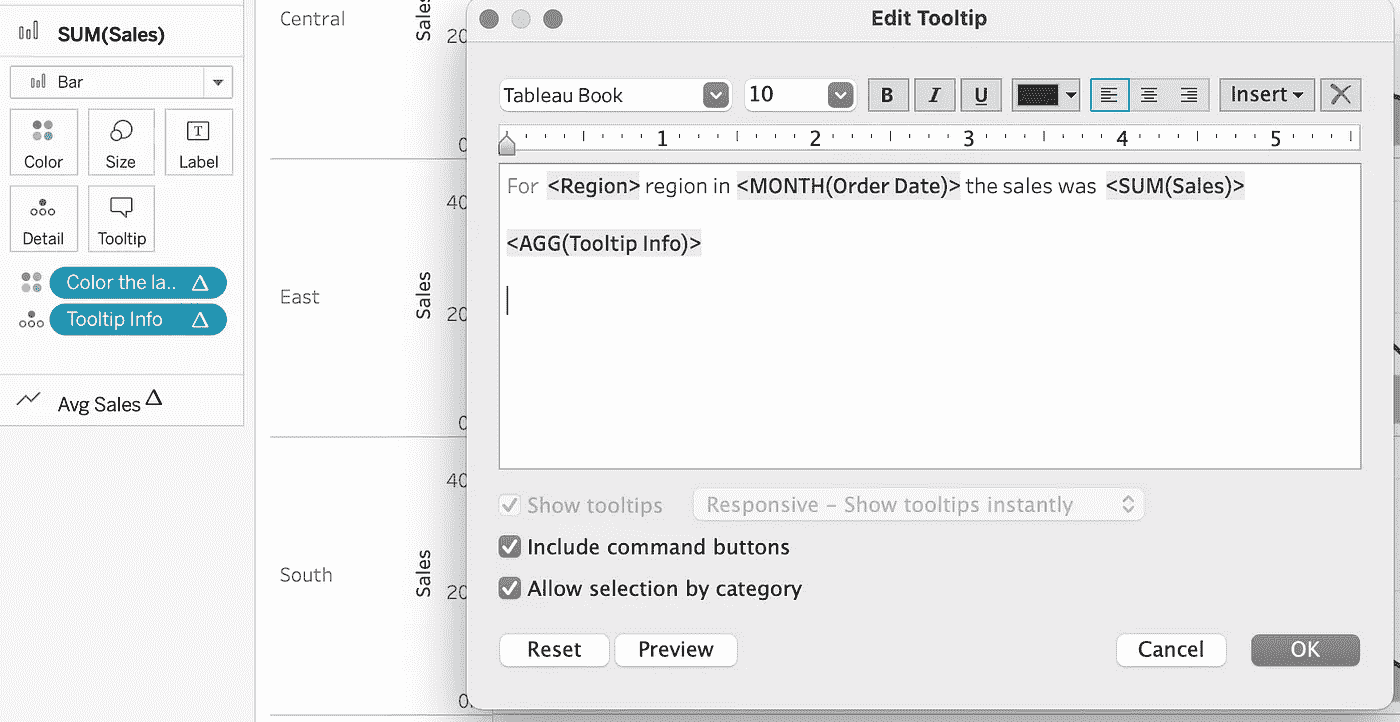 SUM(Sales)
Bar
Color
Size
Label
Detail
Tooltip
Color the la..
Tooltip Info
Avg Sales
Central
Sales
20
0
East
Sales
40
20
0
South
Sales
40
20
0
Edit Tooltip
Tableau Book
10
B I U
Insert
1 2 3 4 5
For <Region> region in <MONTH(Order Date)> the sales was <SUM(Sales)>
<AGG(Tooltip Info)>
Show tooltips
Responsive – Show tooltips instantly
Include command buttons
Allow selection by category
Reset
Preview
Cancel
OK